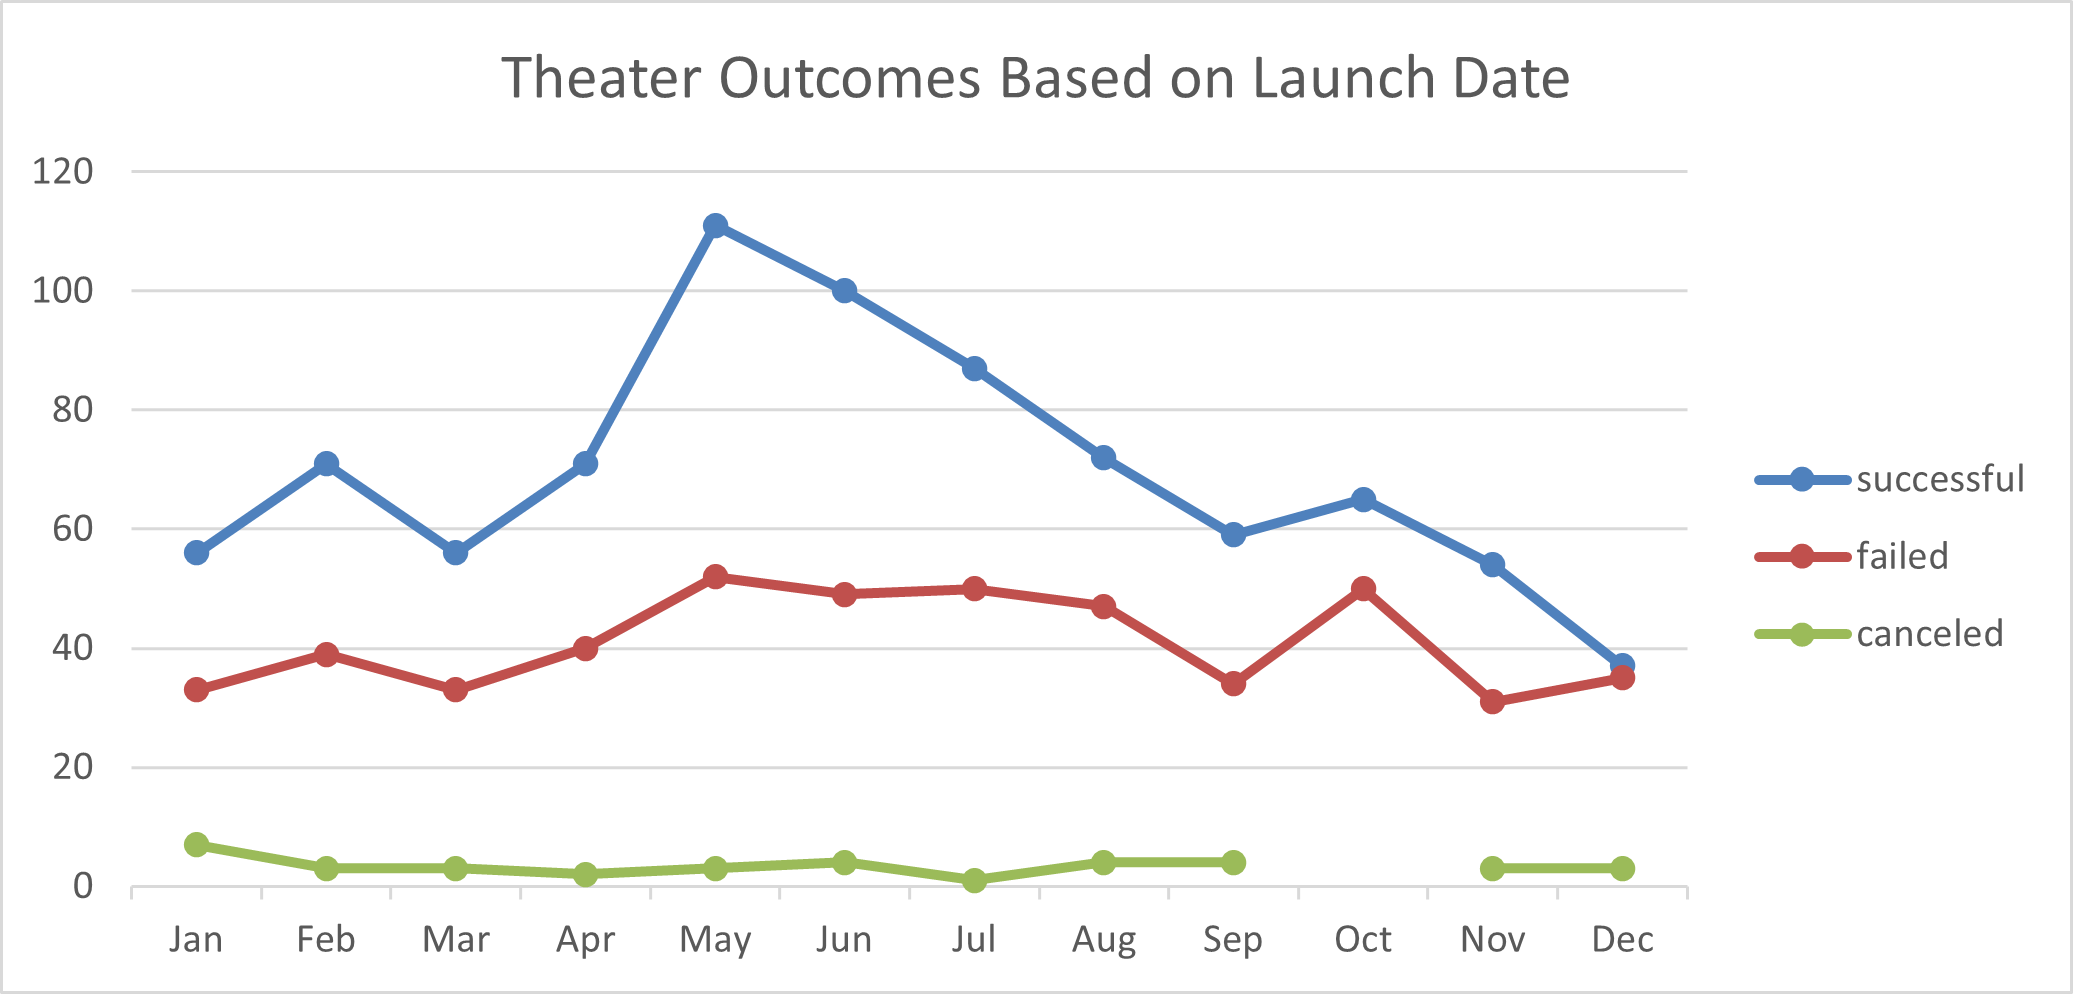 Theater Outcomes Based on Launch Date
120
100
80
60
40
20
0
Jan Feb Mar Apr May Jun Jul Aug Sep Oct Nov Dec
successful
failed
canceled